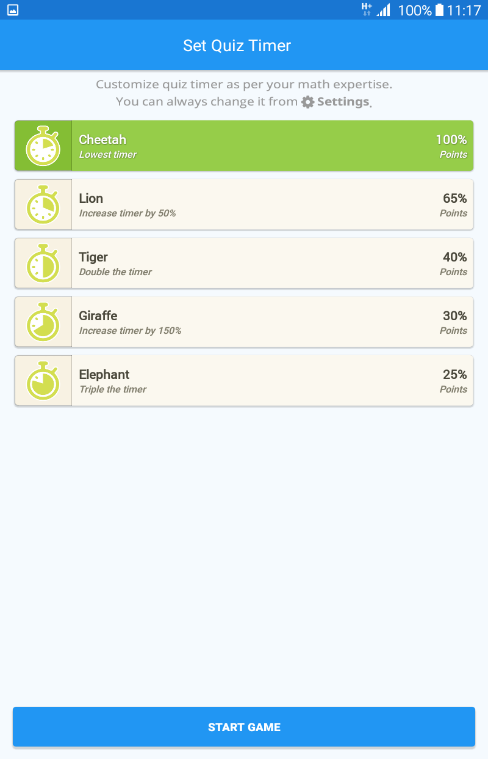 H+ 100% 11:17
Set Quiz Timer
Customize quiz timer as per your math expertise.
You can always change it from Settings.
Cheetah 100%
Lowest timer Points
Lion 65%
Increase timer by 50% Points
Tiger 40%
Double the timer Points
Giraffe 30%
Increase timer by 150% Points
Elephant 25%
Triple the timer Points
START GAME